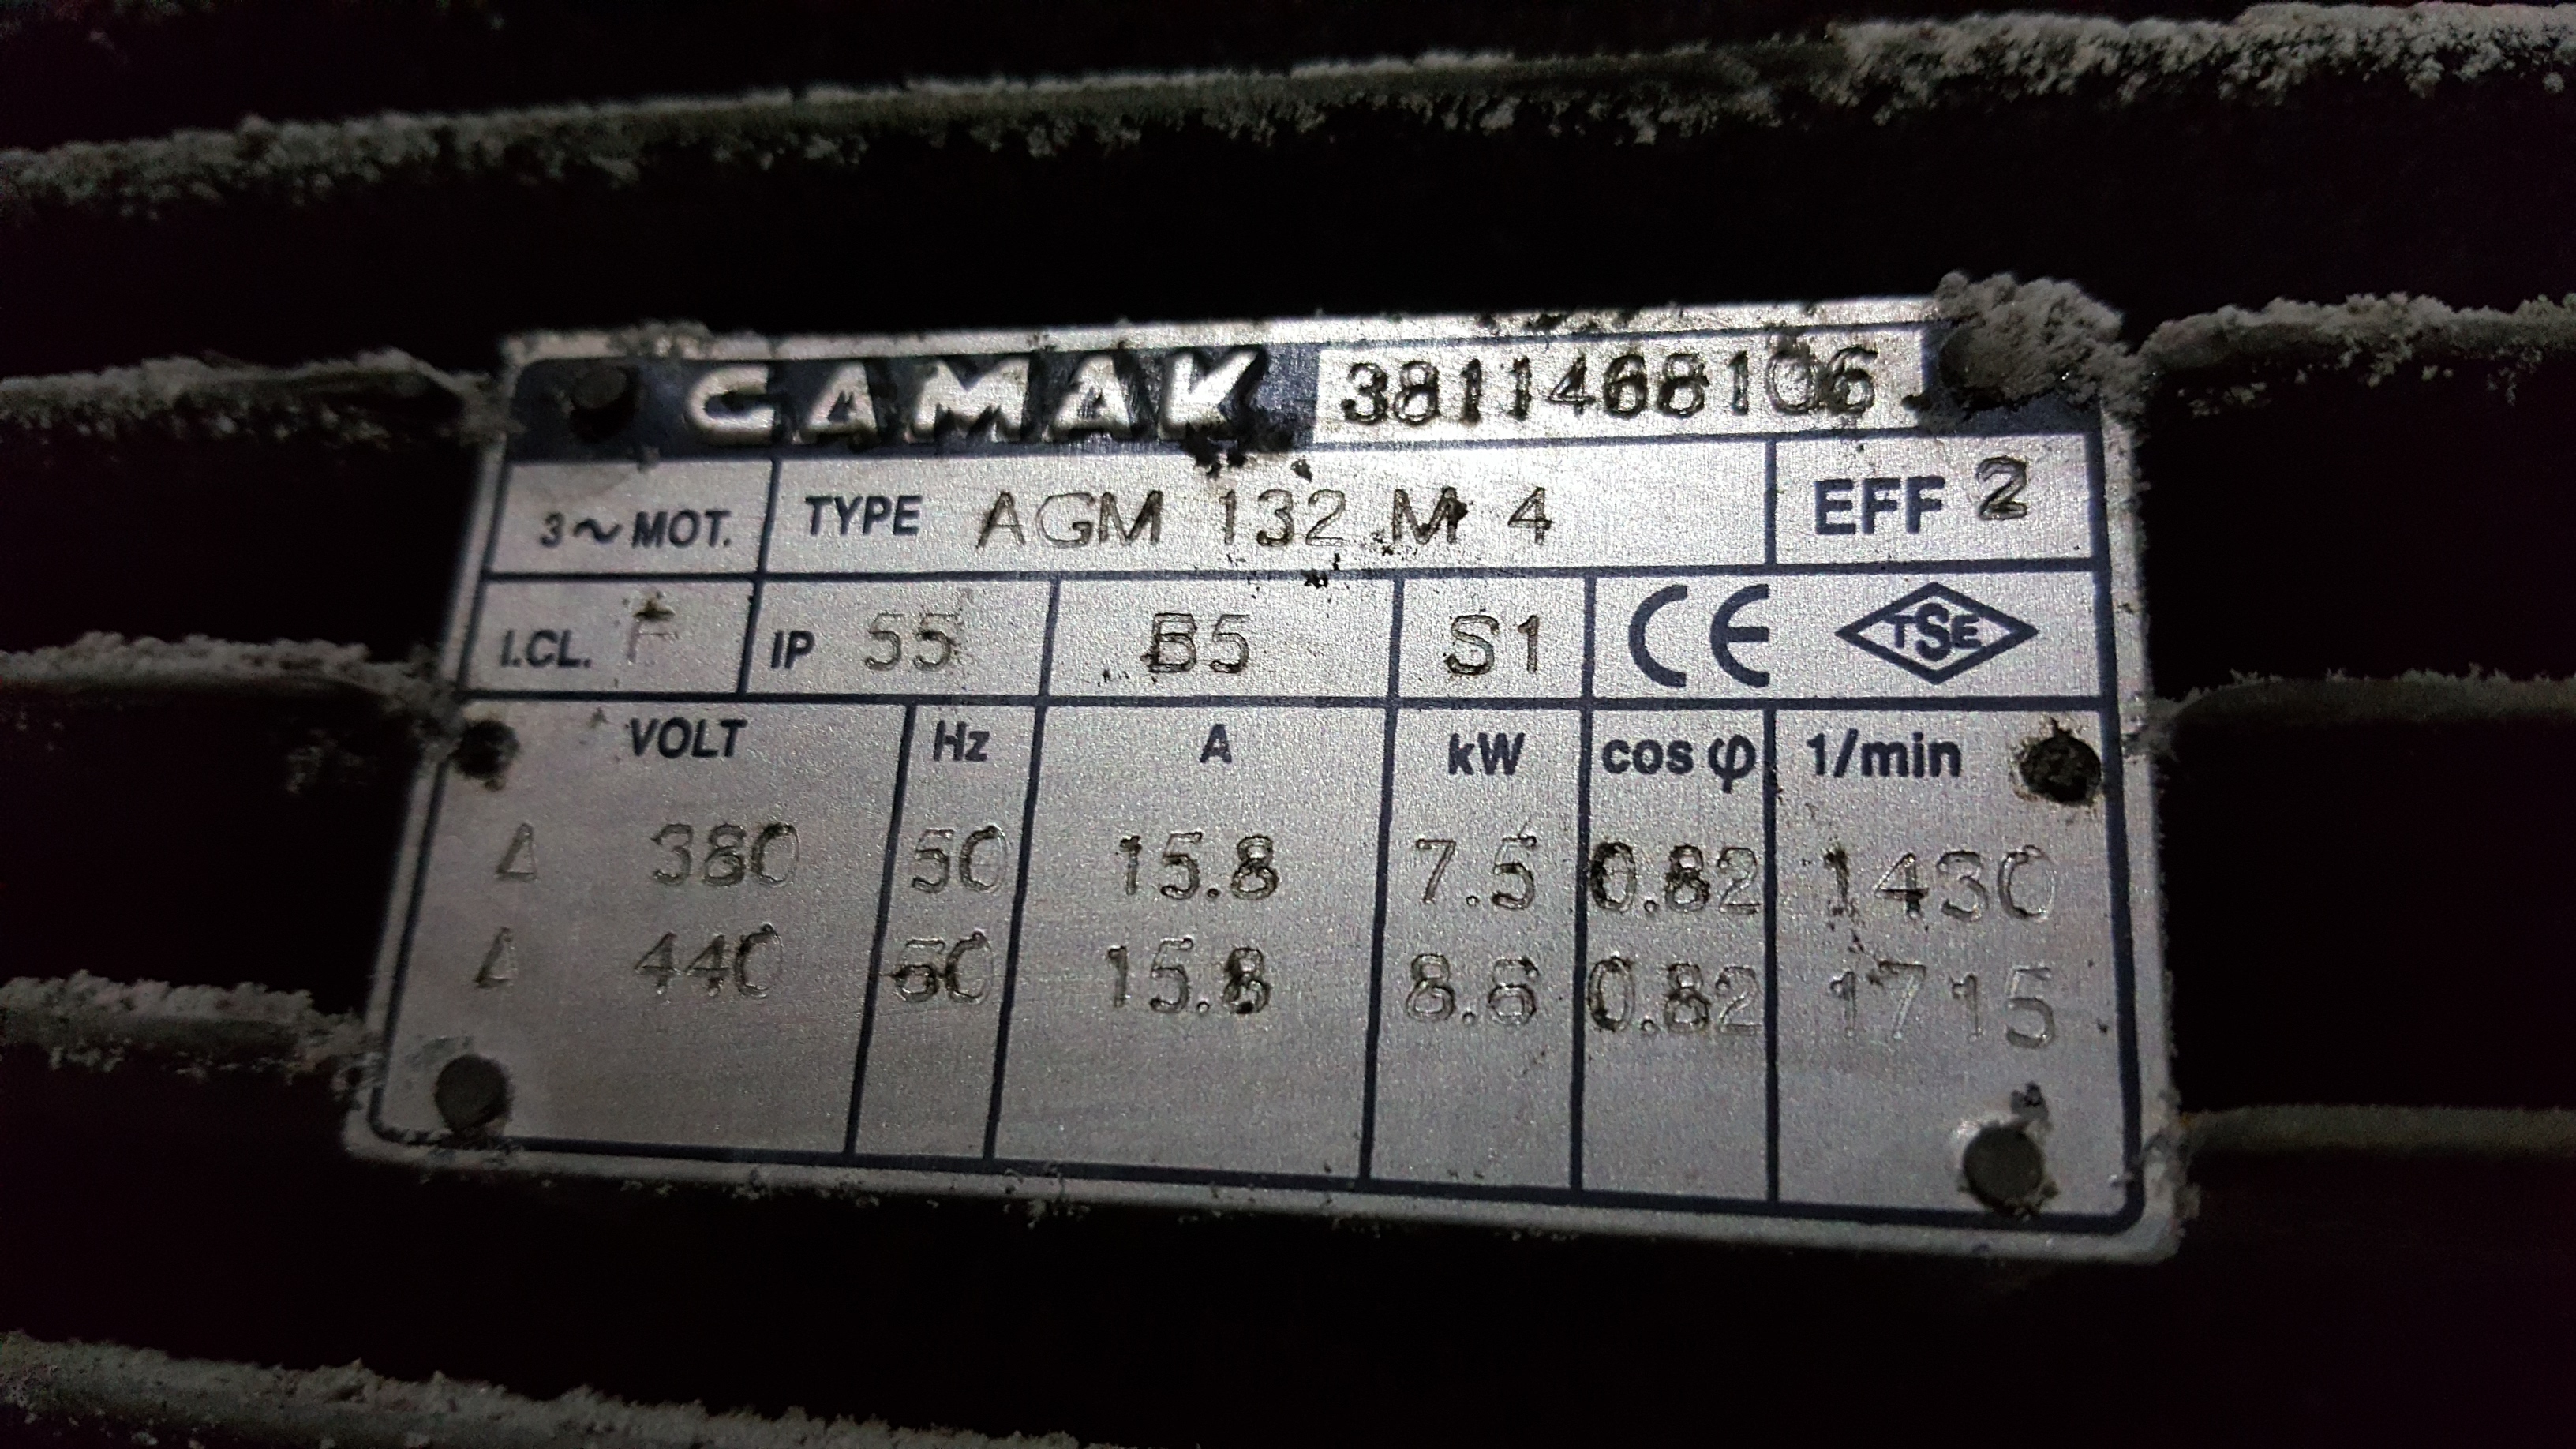 CAMAK 3811468106
3~MOT. TYPE AGM 132 M 4 EFF 2
I.CL. F IP 55 B5 S1 CE TSE
VOLT Hz A kW cos φ 1/min
Δ 380 50 15.8 7.5 0.82 1430
Δ 440 60 15.8 8.6 0.82 1715